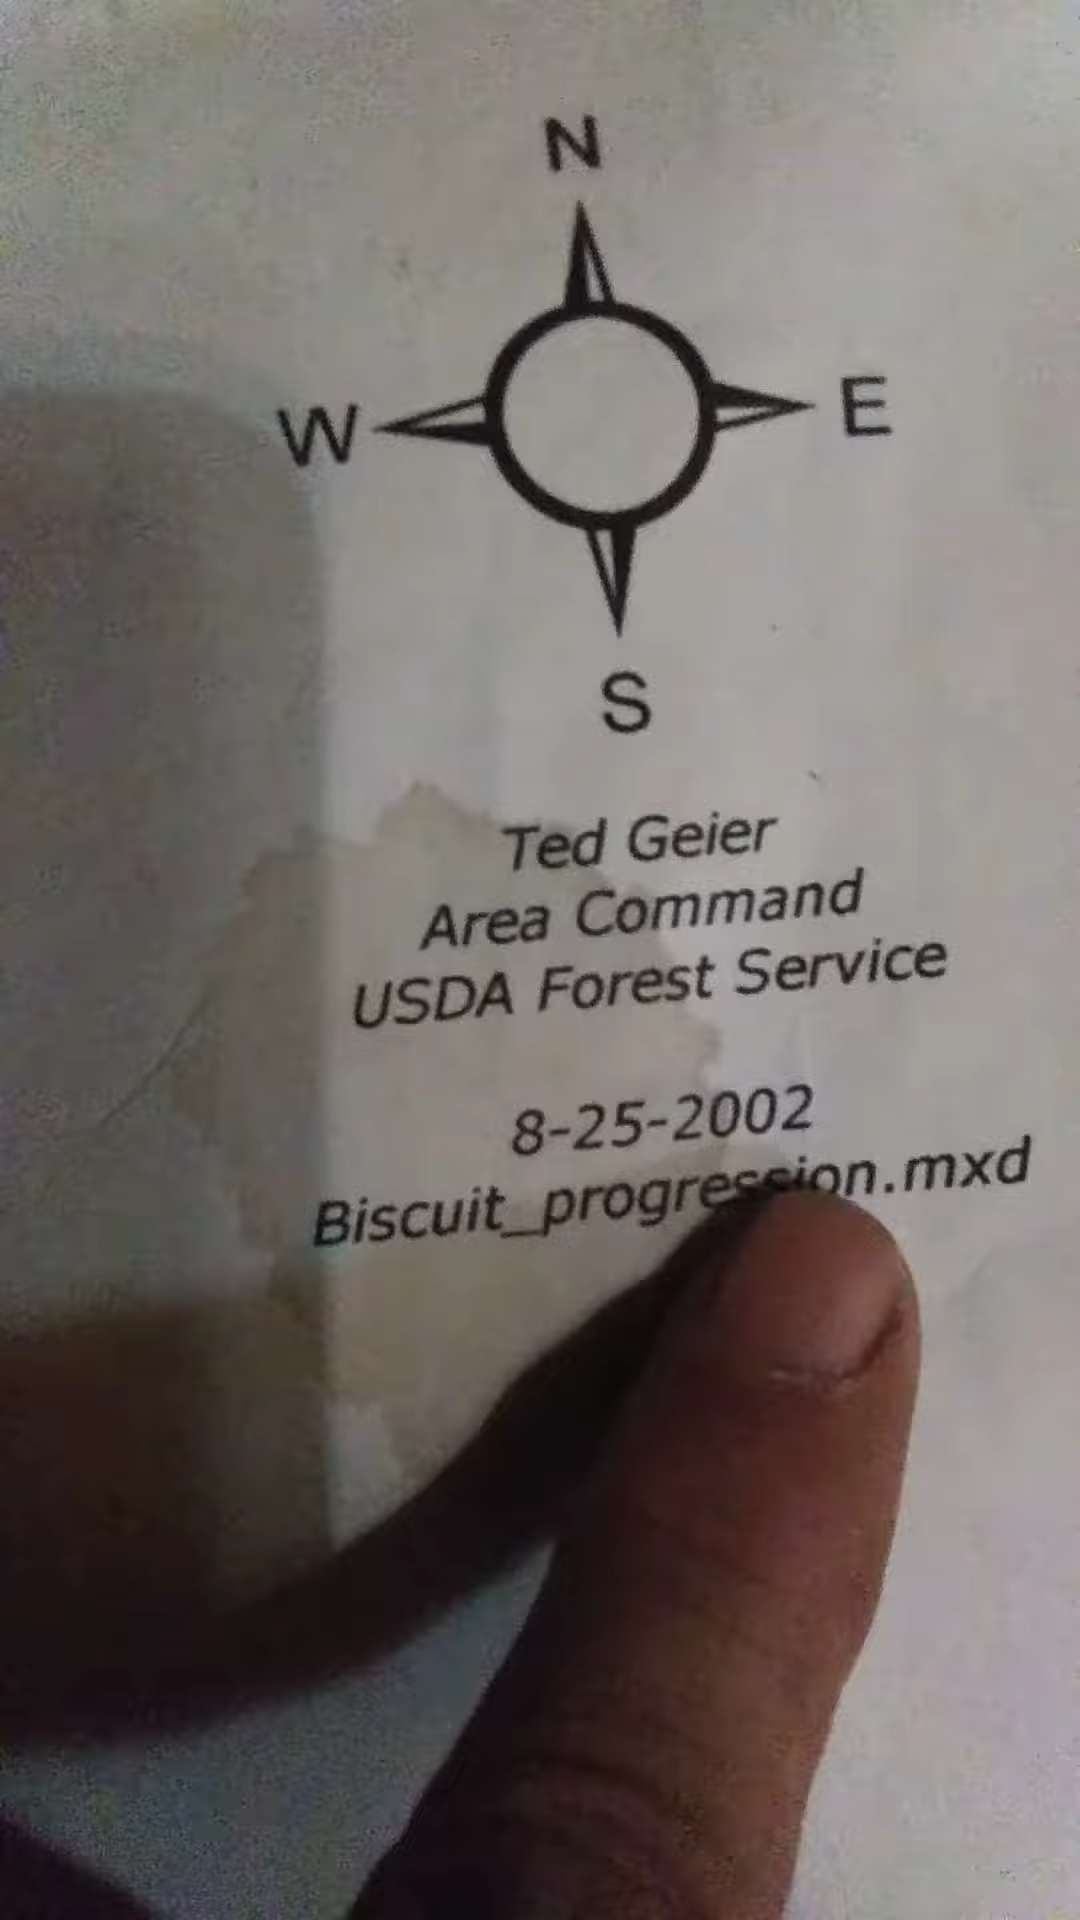 N
W E
S
Ted Geier
Area Command
USDA Forest Service
8-25-2002
Biscuit_progression.mxd